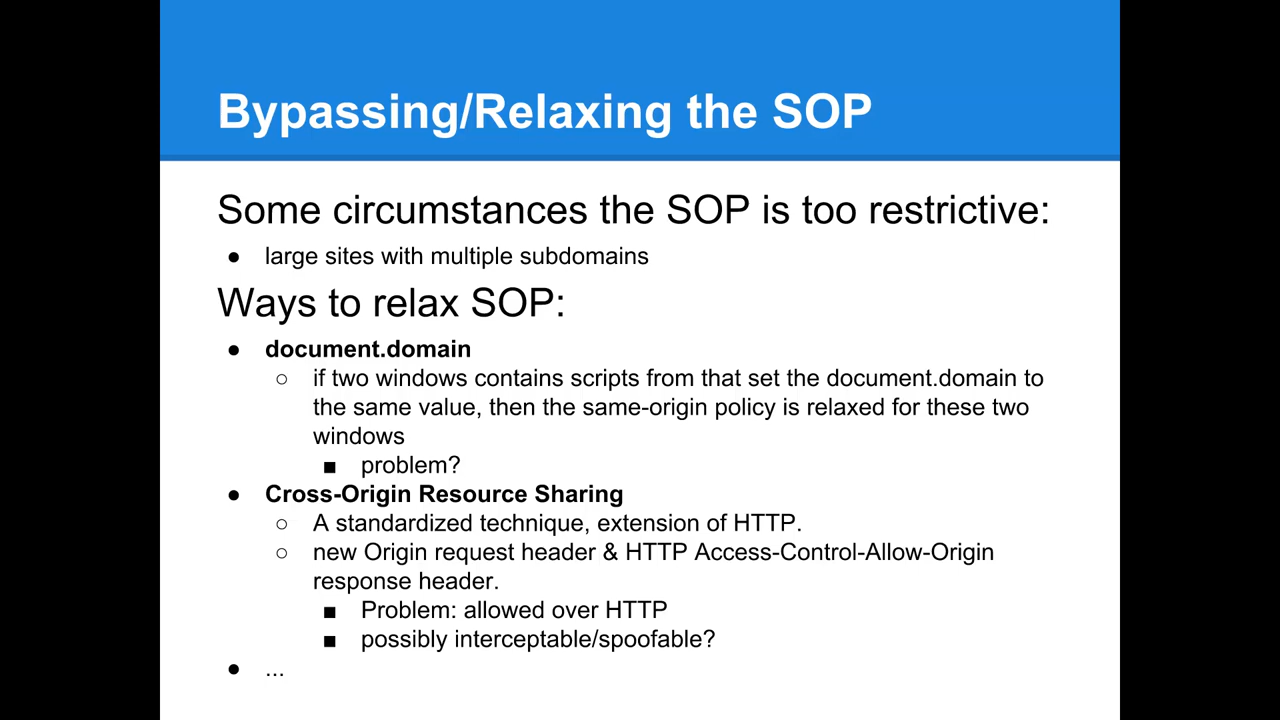 Bypassing/Relaxing the SOP
Some circumstances the SOP is too restrictive:
● large sites with multiple subdomains
Ways to relax SOP:
● document.domain
○ if two windows contains scripts from that set the document.domain to
the same value, then the same-origin policy is relaxed for these two
windows
■ problem?
● Cross-Origin Resource Sharing
○ A standardized technique, extension of HTTP.
○ new Origin request header & HTTP Access-Control-Allow-Origin
response header.
■ Problem: allowed over HTTP
■ possibly interceptable/spoofable?
● ...